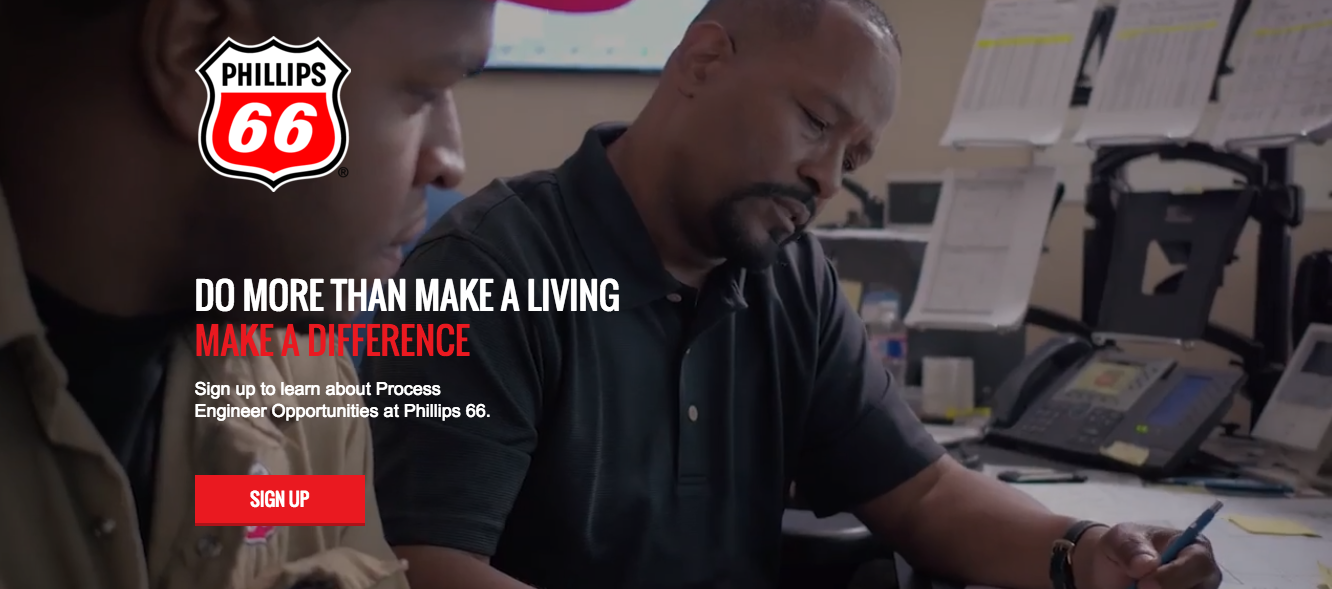 PHILLIPS
66
®
DO MORE THAN MAKE A LIVING
MAKE A DIFFERENCE
Sign up to learn about Process
Engineer Opportunities at Phillips 66.
SIGN UP